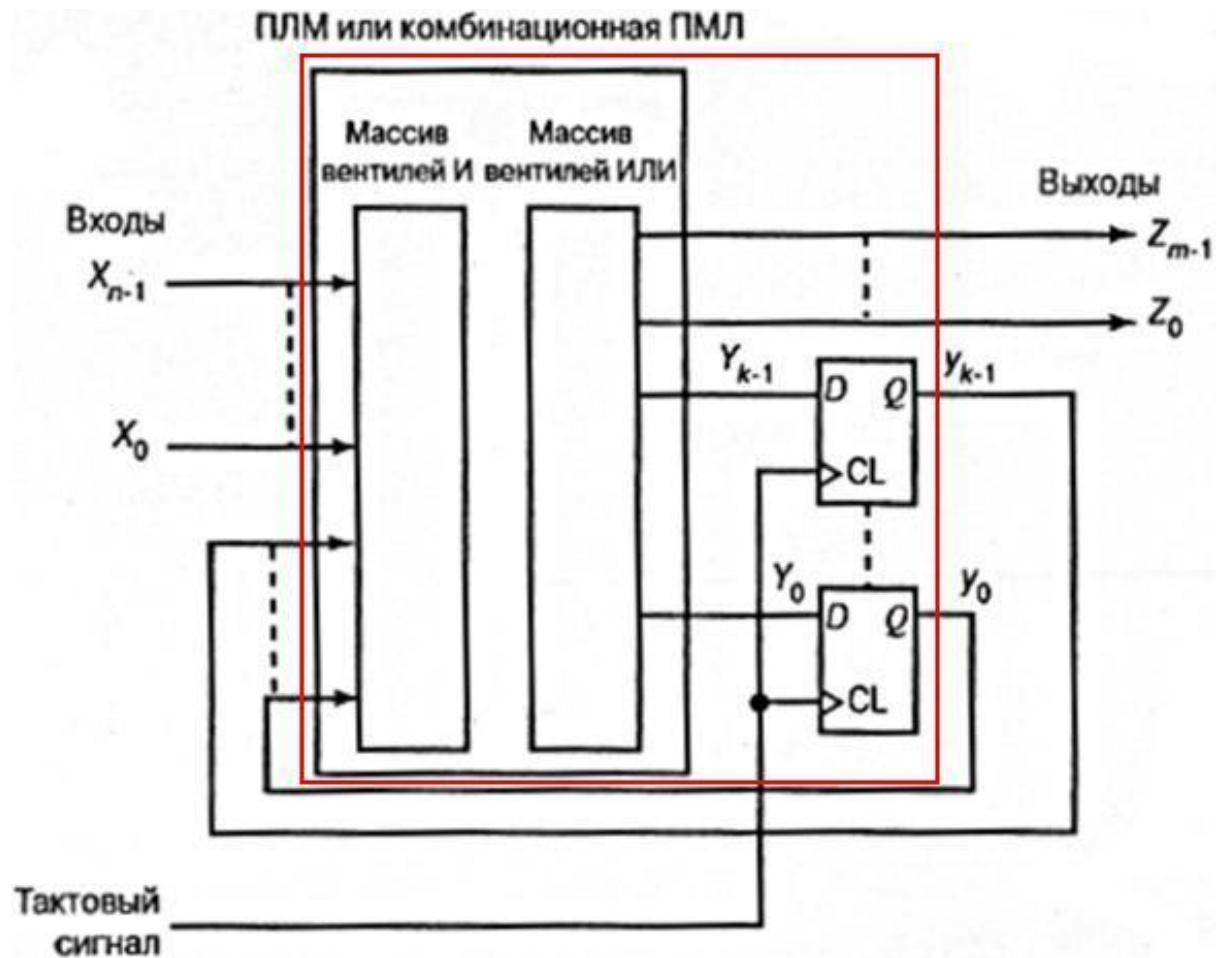 ПЛМ или комбинационная ПМЛ
Массив вентилей И
Массив вентилей ИЛИ
Входы
Выходы
X_{n-1}
Z_{m-1}
X_0
Z_0
Y_{k-1}
D Q
y_{k-1}
CL
Y_0
D Q
y_0
CL
Тактовый
сигнал